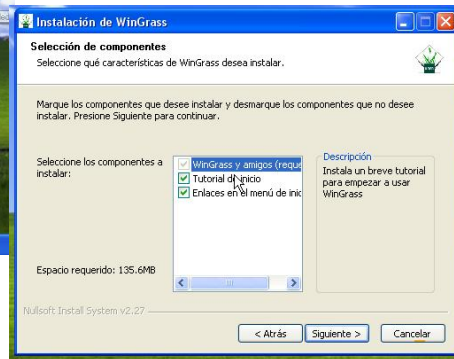 Instalación de WinGrass
Selección de componentes
Seleccione qué características de WinGrass desea instalar.
Marque los componentes que desee instalar y desmarque los componentes que no desee
instalar. Presione Siguiente para continuar.
Seleccione los componentes a
instalar:
WinGrass y amigos (reque
Tutorial de inicio
Enlaces en el menú de inic
Descripción
Instala un breve tutorial
para empezar a usar
WinGrass
Espacio requerido: 135.6MB
Nullsoft Install System v2.27
< Atrás
Siguiente >
Cancelar